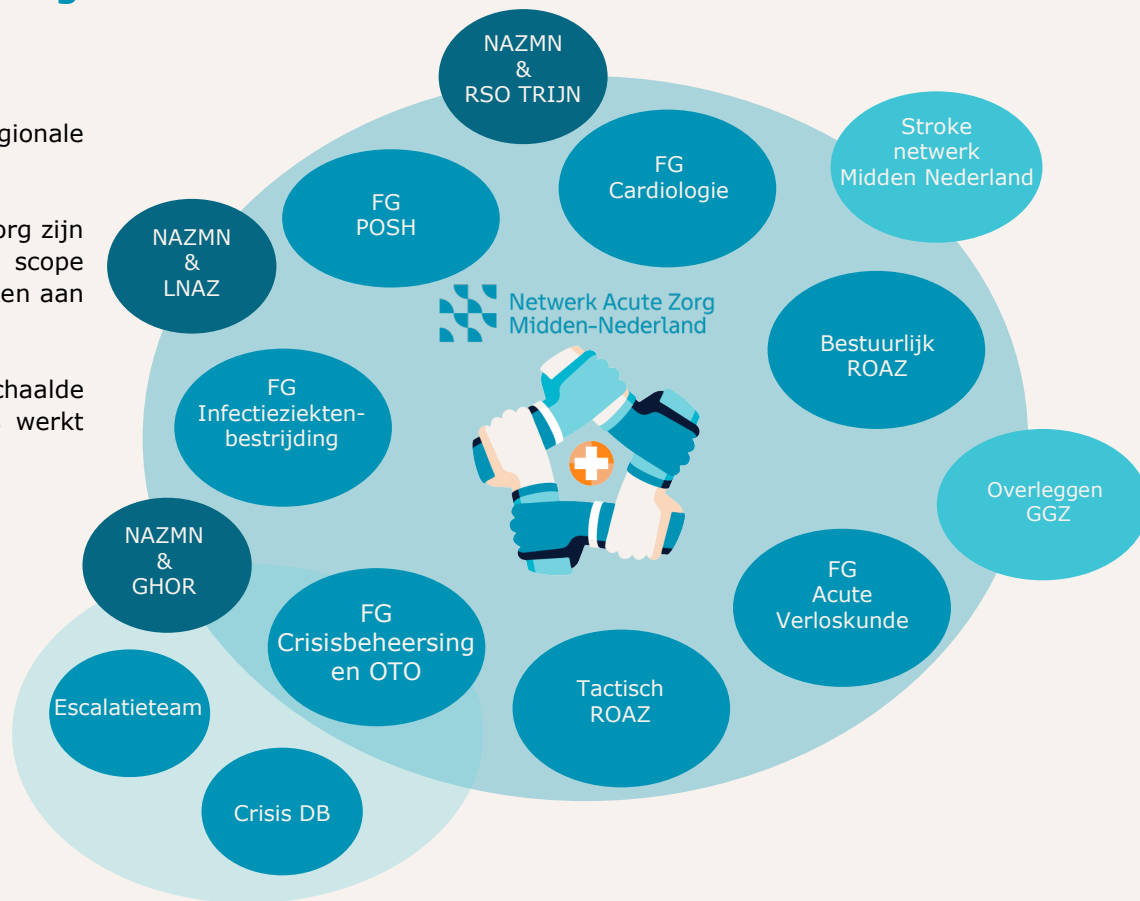 gionale
org zijn
scope
en aan
chaalde
werkt
NAZMN
&
RSO TRIJN
FG
Cardiologie
Stroke
netwerk
Midden Nederland
FG
POSH
NAZMN
&
LNAZ
Netwerk Acute Zorg
Midden-Nederland
Bestuurlijk
ROAZ
FG
Infectieziekten-
bestrijding
Overleggen
GGZ
NAZMN
&
GHOR
FG
Acute
Verloskunde
FG
Crisisbeheersing
en OTO
Tactisch
ROAZ
Escalatieteam
Crisis DB